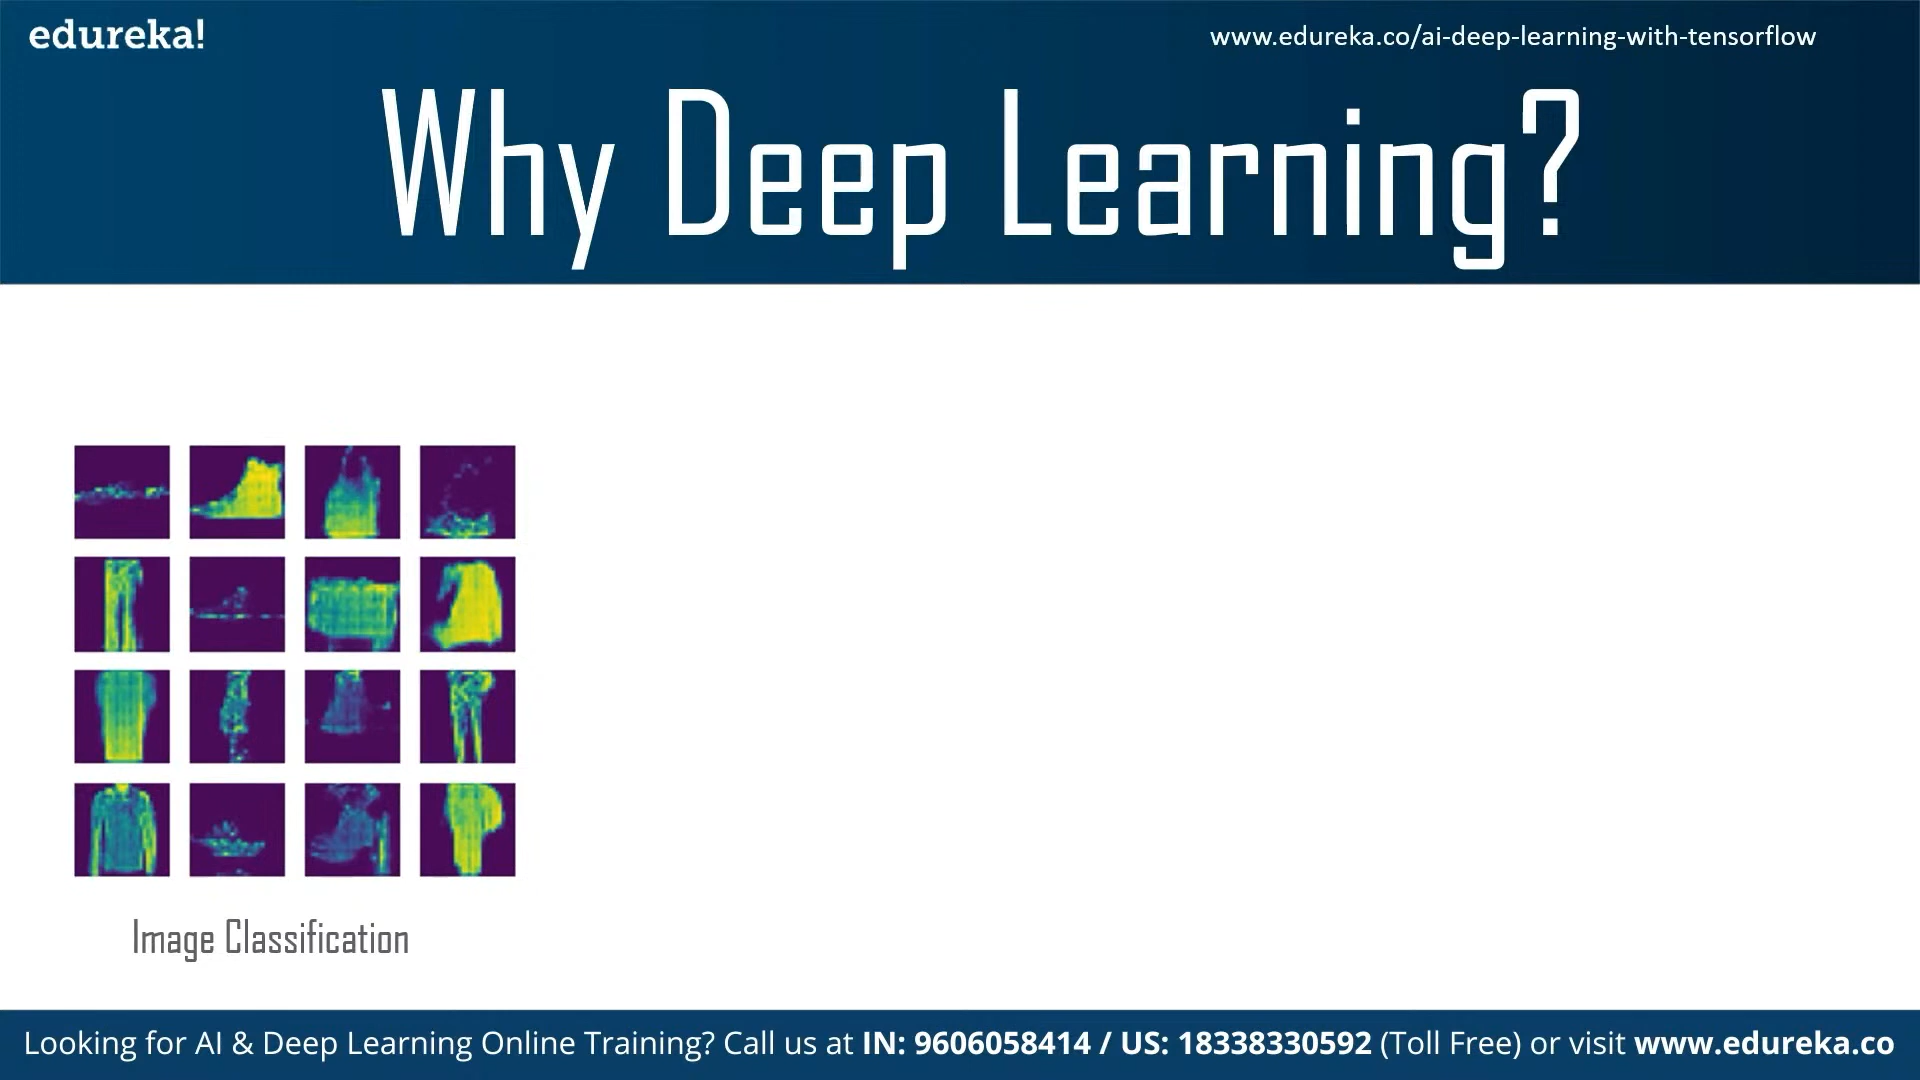 edureka!
www.edureka.co/ai-deep-learning-with-tensorflow
Why Deep Learning?
Image Classification
Looking for AI & Deep Learning Online Training? Call us at IN: 9606058414 / US: 18338330592 (Toll Free) or visit www.edureka.co